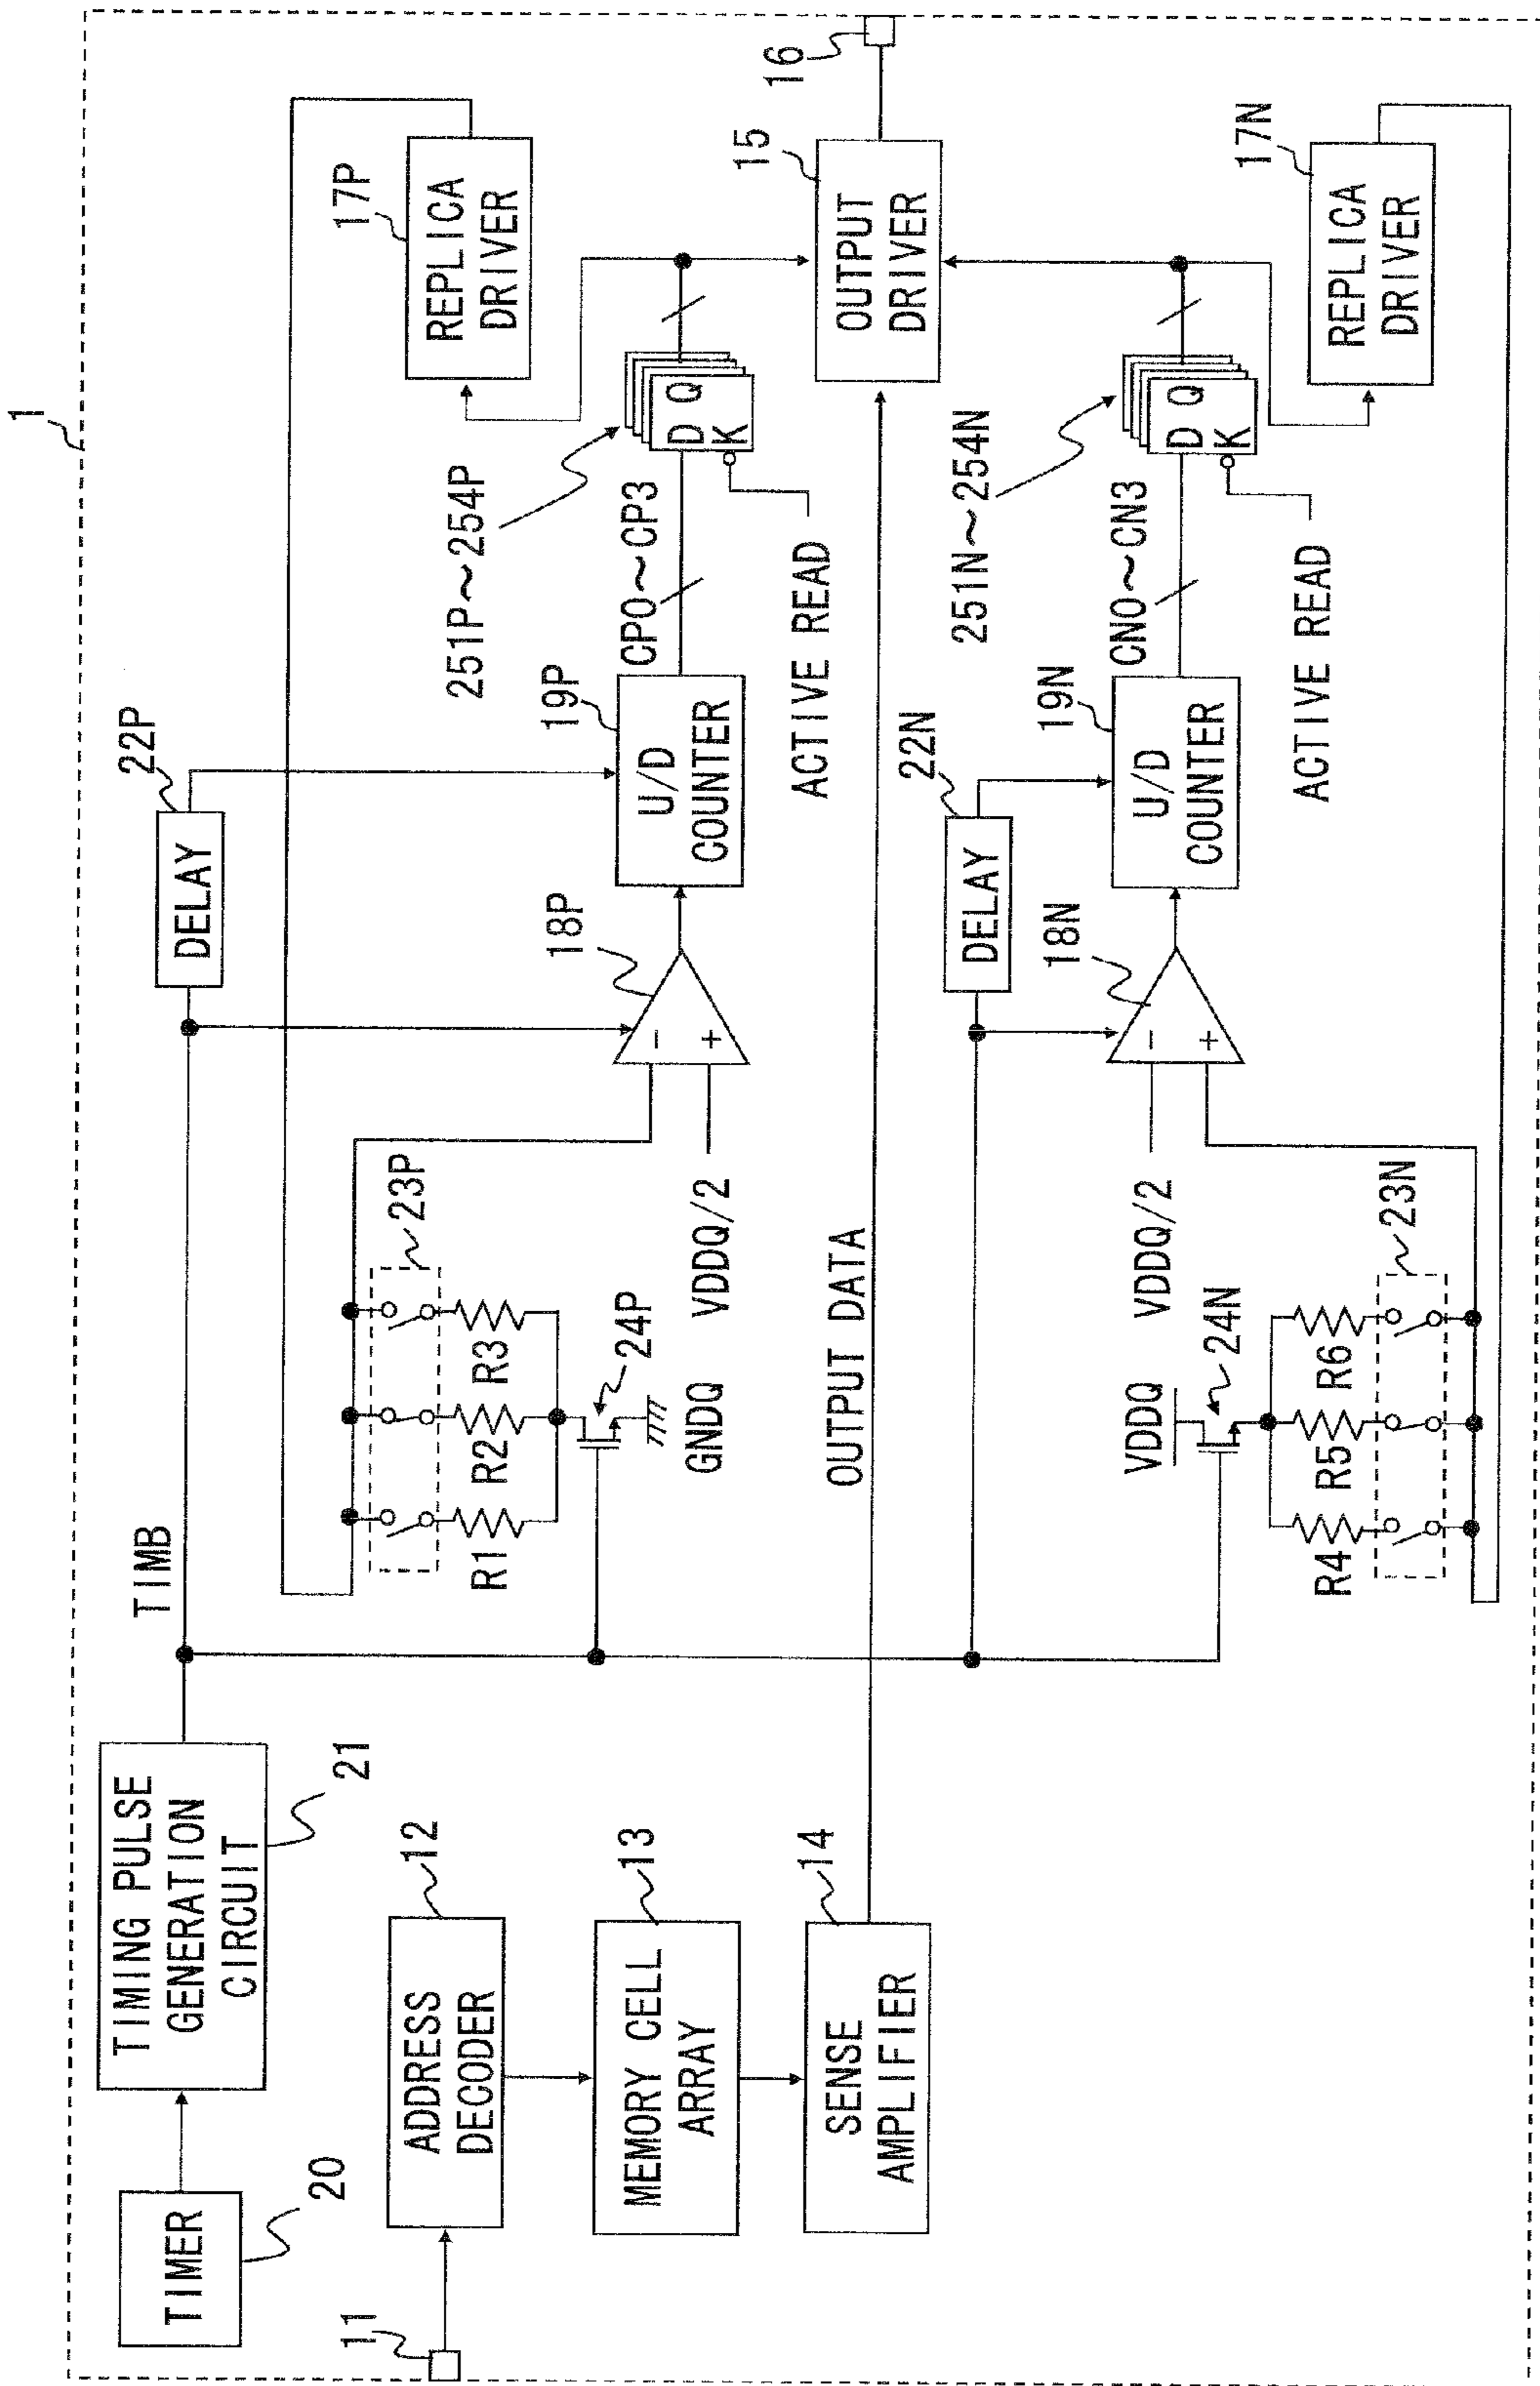 1
TIMER
20
TIMING PULSE
GENERATION
CIRCUIT
21
TIMB
DELAY
22P
23P
R1
R2
R3
24P
GNDQ
VDDQ/2
-
+
18P
U/D
COUNTER
19P
CP0~CP3
251P~254P
D Q
K
ACTIVE READ
REPLICA
DRIVER
17P
11
ADDRESS
DECODER
12
MEMORY CELL
ARRAY
13
SENSE
AMPLIFIER
14
OUTPUT DATA
OUTPUT
DRIVER
15
16
DELAY
22N
VDDQ
24N
R4
R5
R6
23N
VDDQ/2
-
+
18N
U/D
COUNTER
19N
CN0~CN3
251N~254N
D Q
K
ACTIVE READ
REPLICA
DRIVER
17N